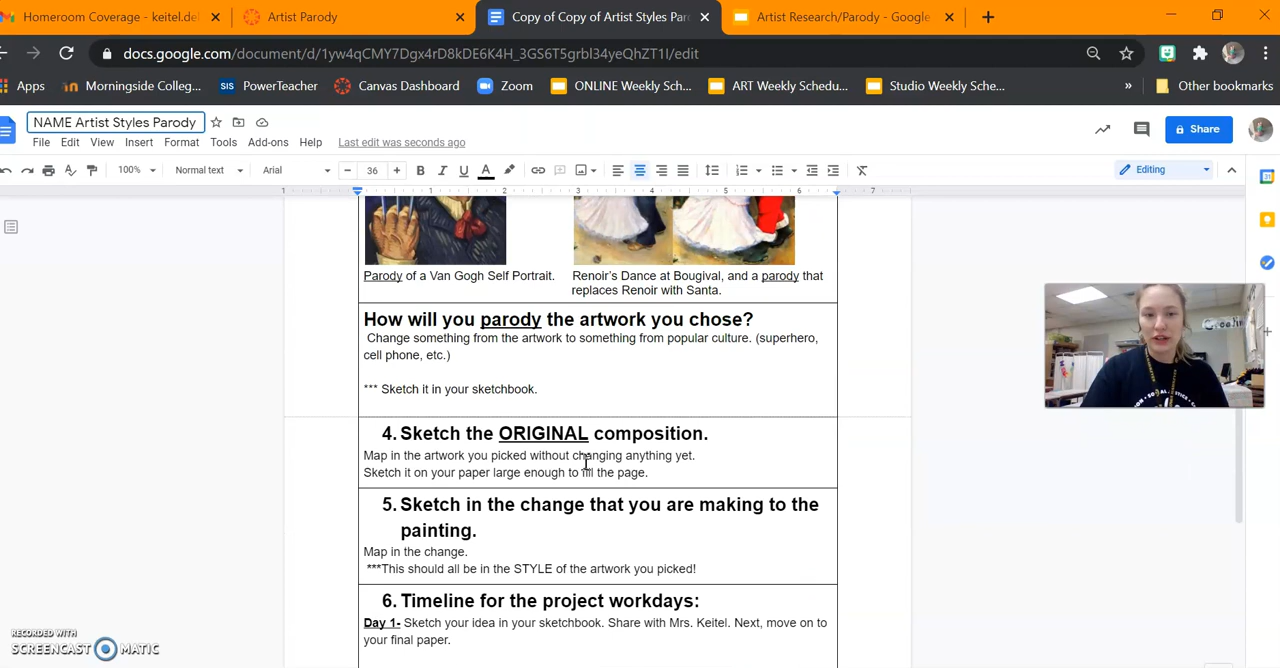 Homeroom Coverage - keitel.de
Artist Parody
Copy of Copy of Artist Styles Par
Artist Research/Parody - Google
docs.google.com/document/d/1yw4qCMY7Dgx4rD8kDE6K4H_3GS6T5grbI34yeQhZT1I/edit
Apps
Morningside Colleg...
SIS PowerTeacher
Canvas Dashboard
Zoom
ONLINE Weekly Sch...
ART Weekly Schedu...
Studio Weekly Sche...
»
Other bookmarks
NAME Artist Styles Parody
File Edit View Insert Format Tools Add-ons Help Last edit was seconds ago
Share
100% Normal text Arial 36 B I U A Editing
1 1 2 3 4 5 6 7
Parody of a Van Gogh Self Portrait.
Renoir's Dance at Bougival, and a parody that
replaces Renoir with Santa.
How will you parody the artwork you chose?
Change something from the artwork to something from popular culture. (superhero,
cell phone, etc.)
*** Sketch it in your sketchbook.
4. Sketch the ORIGINAL composition.
Map in the artwork you picked without changing anything yet.
Sketch it on your paper large enough to fill the page.
5. Sketch in the change that you are making to the
painting.
Map in the change.
***This should all be in the STYLE of the artwork you picked!
6. Timeline for the project workdays:
Day 1- Sketch your idea in your sketchbook. Share with Mrs. Keitel. Next, move on to
your final paper.
RECORDED WITH
SCREENCAST MATIC